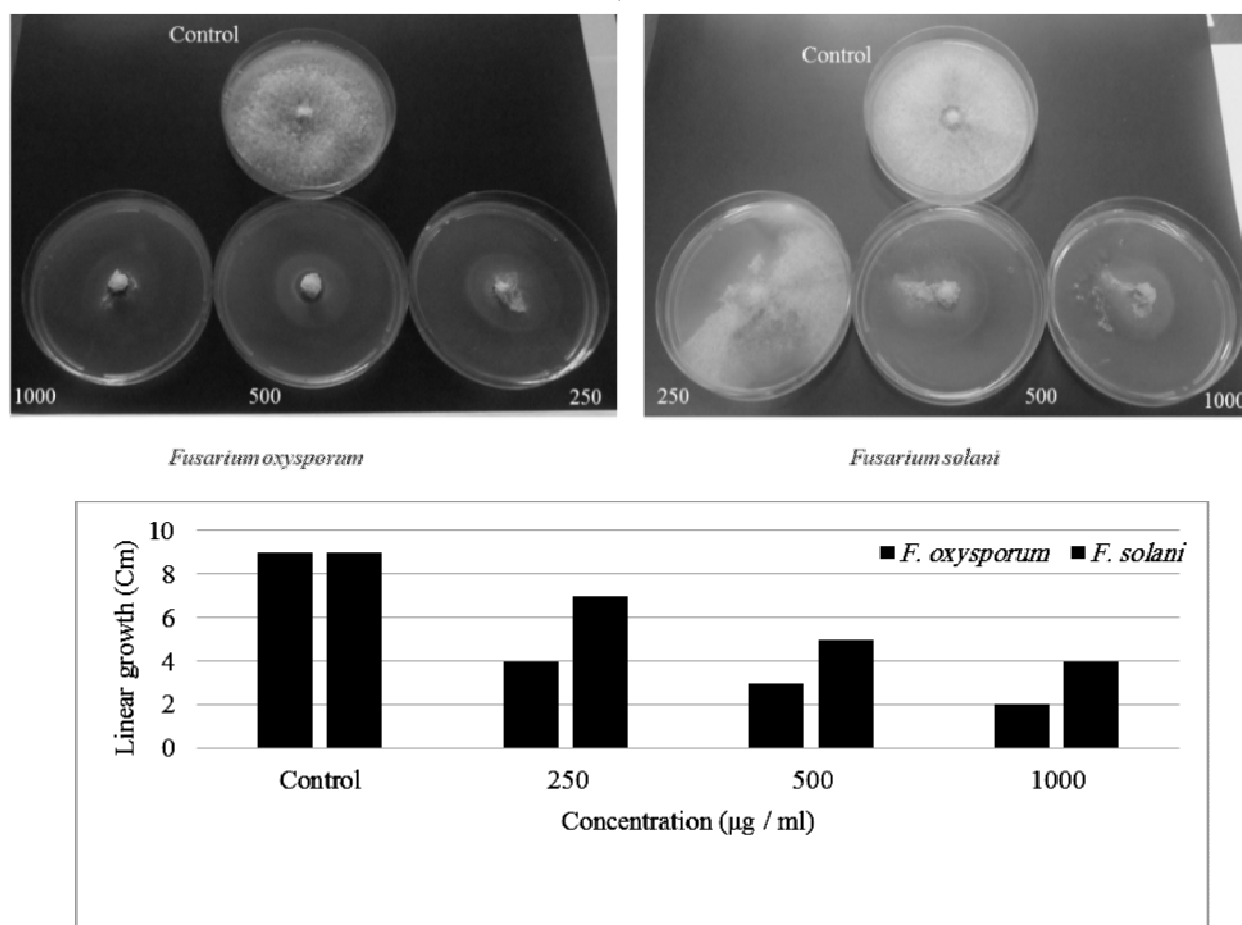 Control
1000 500 250
Control
250 500 1000
Fusarium oxysporum
Fusarium solani
10
8
6
4
2
0
Linear growth (Cm)
F. oxysporum F. solani
Control 250 500 1000
Concentration (µg / ml)